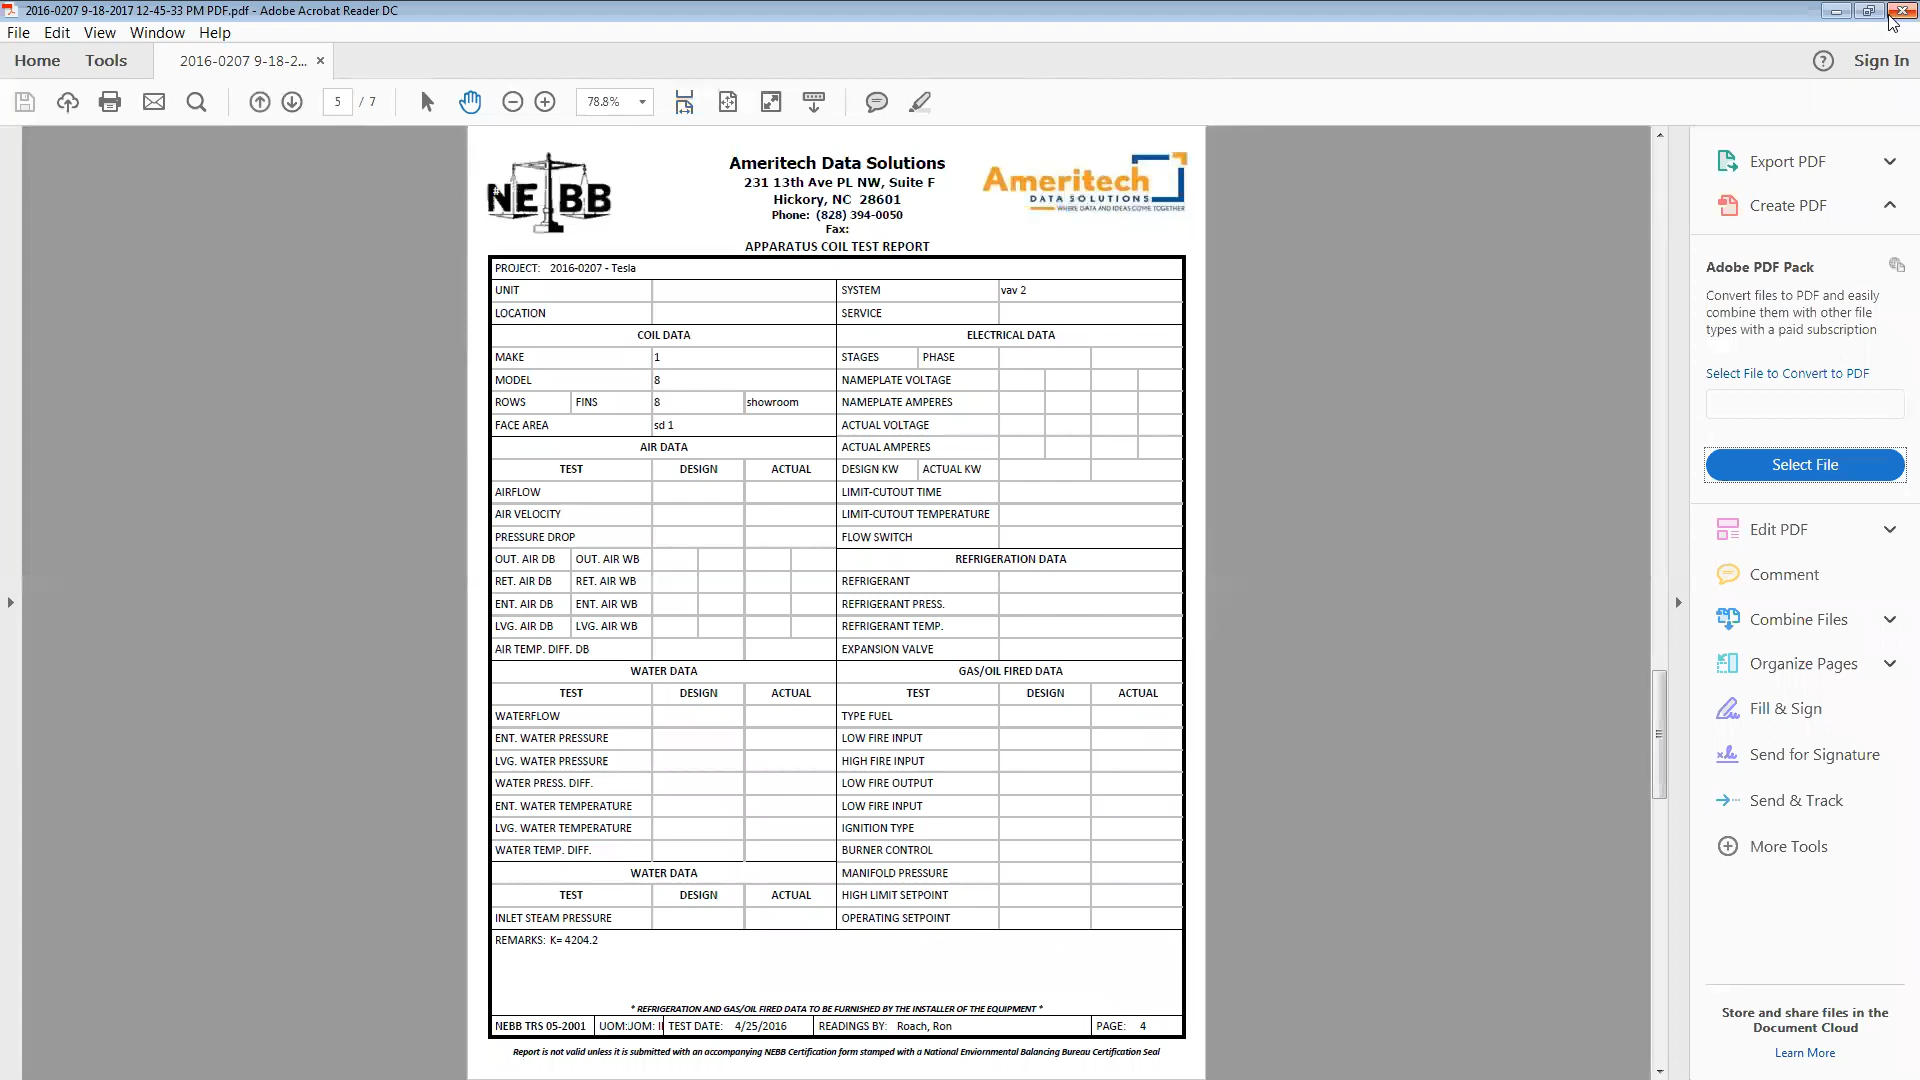 2016-0207 9-18-2017 12-45-33 PM PDF.pdf - Adobe Acrobat Reader DC
File Edit View Window Help
Home Tools 2016-0207 9-18-2... × Sign In
5 / 7 78.8%
NEBB
Ameritech Data Solutions
231 13th Ave PL NW, Suite F
Hickory, NC 28601
Phone: (828) 394-0050
Fax:
APPARATUS COIL TEST REPORT
Ameritech
DATA SOLUTIONS
WHERE DATA AND IDEAS COME TOGETHER
PROJECT: 2016-0207 - Tesla
UNIT SYSTEM vav 2
LOCATION SERVICE
COIL DATA ELECTRICAL DATA
MAKE 1 STAGES PHASE
MODEL 8 NAMEPLATE VOLTAGE
ROWS FINS 8 showroom NAMEPLATE AMPERES
FACE AREA sd 1 ACTUAL VOLTAGE
AIR DATA ACTUAL AMPERES
TEST DESIGN ACTUAL DESIGN KW ACTUAL KW
AIRFLOW LIMIT-CUTOUT TIME
AIR VELOCITY LIMIT-CUTOUT TEMPERATURE
PRESSURE DROP FLOW SWITCH
OUT. AIR DB OUT. AIR WB REFRIGERATION DATA
RET. AIR DB RET. AIR WB REFRIGERANT
ENT. AIR DB ENT. AIR WB REFRIGERANT PRESS.
LVG. AIR DB LVG. AIR WB REFRIGERANT TEMP.
AIR TEMP. DIFF. DB EXPANSION VALVE
WATER DATA GAS/OIL FIRED DATA
TEST DESIGN ACTUAL TEST DESIGN ACTUAL
WATERFLOW TYPE FUEL
ENT. WATER PRESSURE LOW FIRE INPUT
LVG. WATER PRESSURE HIGH FIRE INPUT
WATER PRESS. DIFF. LOW FIRE OUTPUT
ENT. WATER TEMPERATURE LOW FIRE INPUT
LVG. WATER TEMPERATURE IGNITION TYPE
WATER TEMP. DIFF. BURNER CONTROL
WATER DATA MANIFOLD PRESSURE
TEST DESIGN ACTUAL HIGH LIMIT SETPOINT
INLET STEAM PRESSURE OPERATING SETPOINT
REMARKS: K= 4204.2
* REFRIGERATION AND GAS/OIL FIRED DATA TO BE FURNISHED BY THE INSTALLER OF THE EQUIPMENT *
NEBB TRS 05-2001 UOM: TEST DATE: 4/25/2016 READINGS BY: Roach, Ron PAGE: 4
Report is not valid unless it is submitted with an accompanying NEBB Certification form stamped with a National Enviornmental Balancing Bureau Certification Seal
Export PDF
Create PDF
Adobe PDF Pack
Convert files to PDF and easily
combine them with other file
types with a paid subscription
Select File to Convert to PDF
Select File
Edit PDF
Comment
Combine Files
Organize Pages
Fill & Sign
Send for Signature
Send & Track
More Tools
Store and share files in the
Document Cloud
Learn More